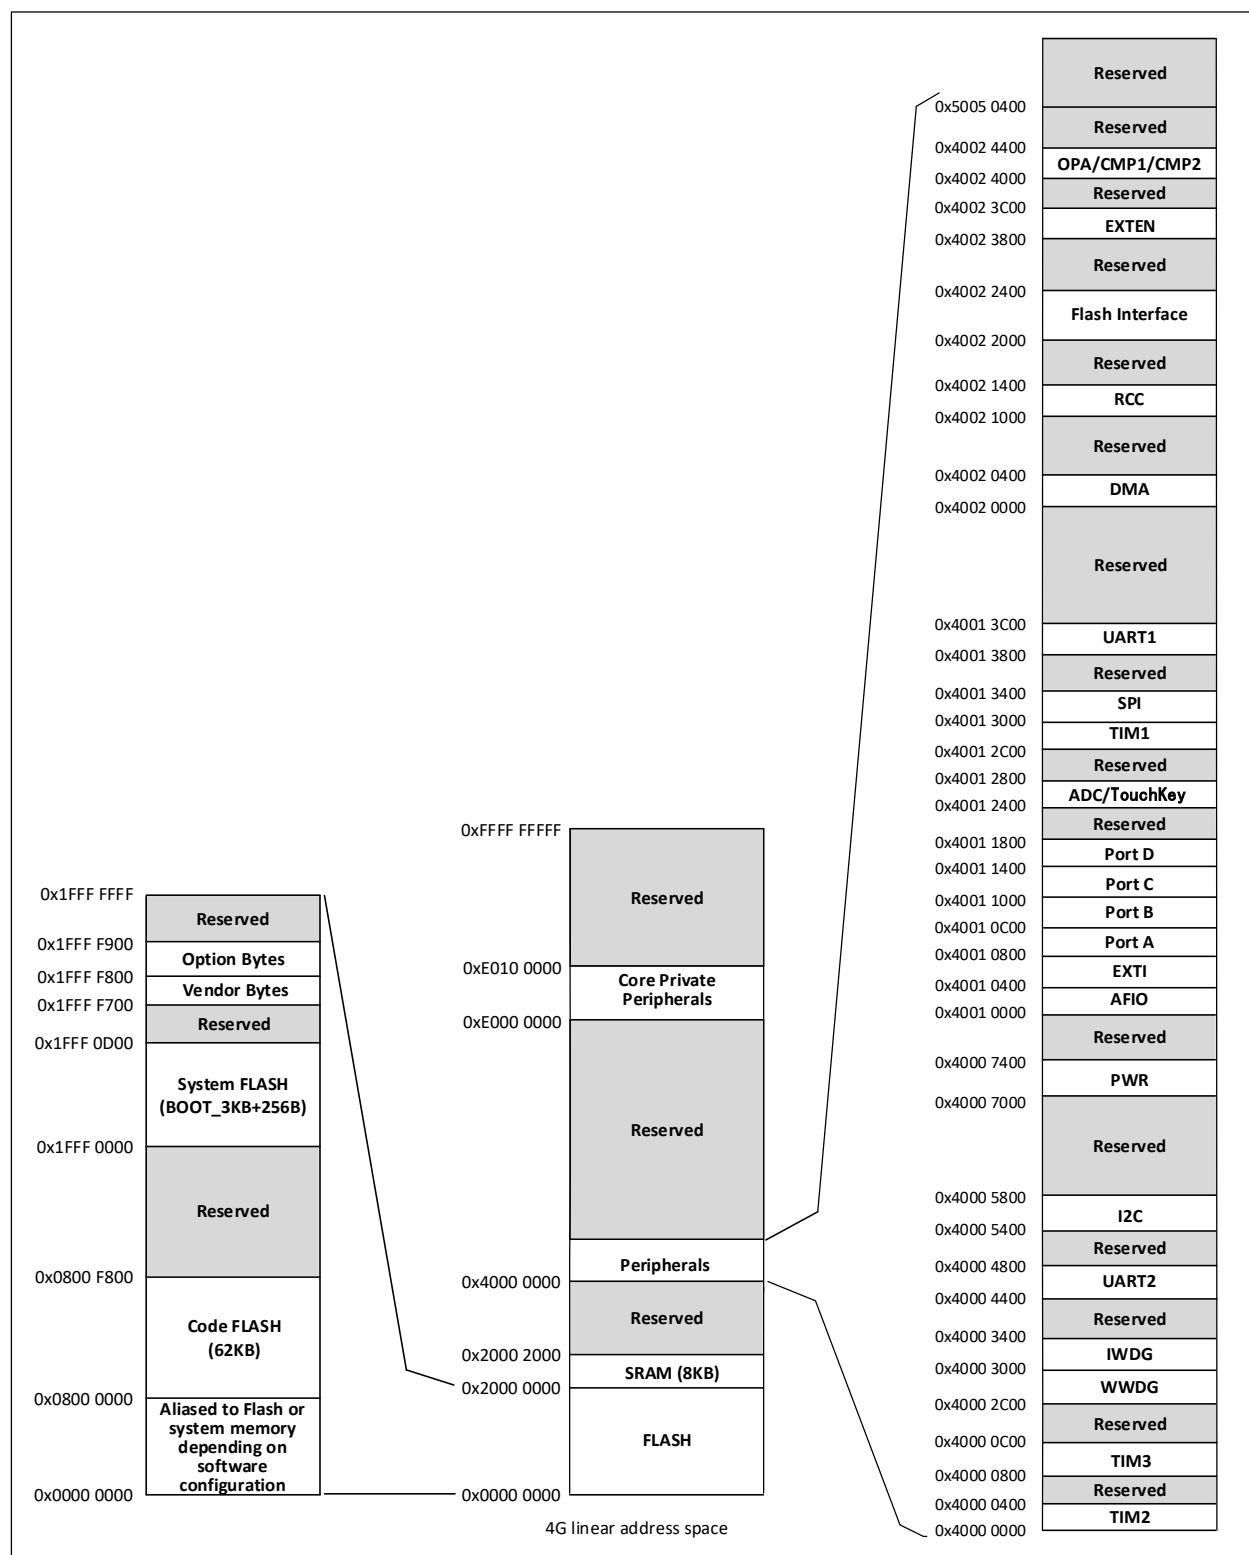 0x1FFF FFFF
Reserved
0x1FFF F900
Option Bytes
0x1FFF F800
Vendor Bytes
0x1FFF F700
Reserved
0x1FFF 0D00
System FLASH
(BOOT_3KB+256B)
0x1FFF 0000
Reserved
0x0800 F800
Code FLASH
(62KB)
0x0800 0000
Aliased to Flash or
system memory
depending on
software
configuration
0x0000 0000
0xFFFF FFFFF
Reserved
0xE010 0000
Core Private
Peripherals
0xE000 0000
Reserved
Peripherals
0x4000 0000
Reserved
0x2000 2000
SRAM (8KB)
0x2000 0000
FLASH
0x0000 0000
4G linear address space
Reserved
0x5005 0400
Reserved
0x4002 4400
OPA/CMP1/CMP2
0x4002 4000
Reserved
0x4002 3C00
EXTEN
0x4002 3800
Reserved
0x4002 2400
Flash Interface
0x4002 2000
Reserved
0x4002 1400
RCC
0x4002 1000
Reserved
0x4002 0400
DMA
0x4002 0000
Reserved
0x4001 3C00
UART1
0x4001 3800
Reserved
0x4001 3400
SPI
0x4001 3000
TIM1
0x4001 2C00
Reserved
0x4001 2800
ADC/TouchKey
0x4001 2400
Reserved
0x4001 1800
Port D
0x4001 1400
Port C
0x4001 1000
Port B
0x4001 0C00
Port A
0x4001 0800
EXTI
0x4001 0400
AFIO
0x4001 0000
Reserved
0x4000 7400
PWR
0x4000 7000
Reserved
0x4000 5800
I2C
0x4000 5400
Reserved
0x4000 4800
UART2
0x4000 4400
Reserved
0x4000 3400
IWDG
0x4000 3000
WWDG
0x4000 2C00
Reserved
0x4000 0C00
TIM3
0x4000 0800
Reserved
0x4000 0400
TIM2
0x4000 0000